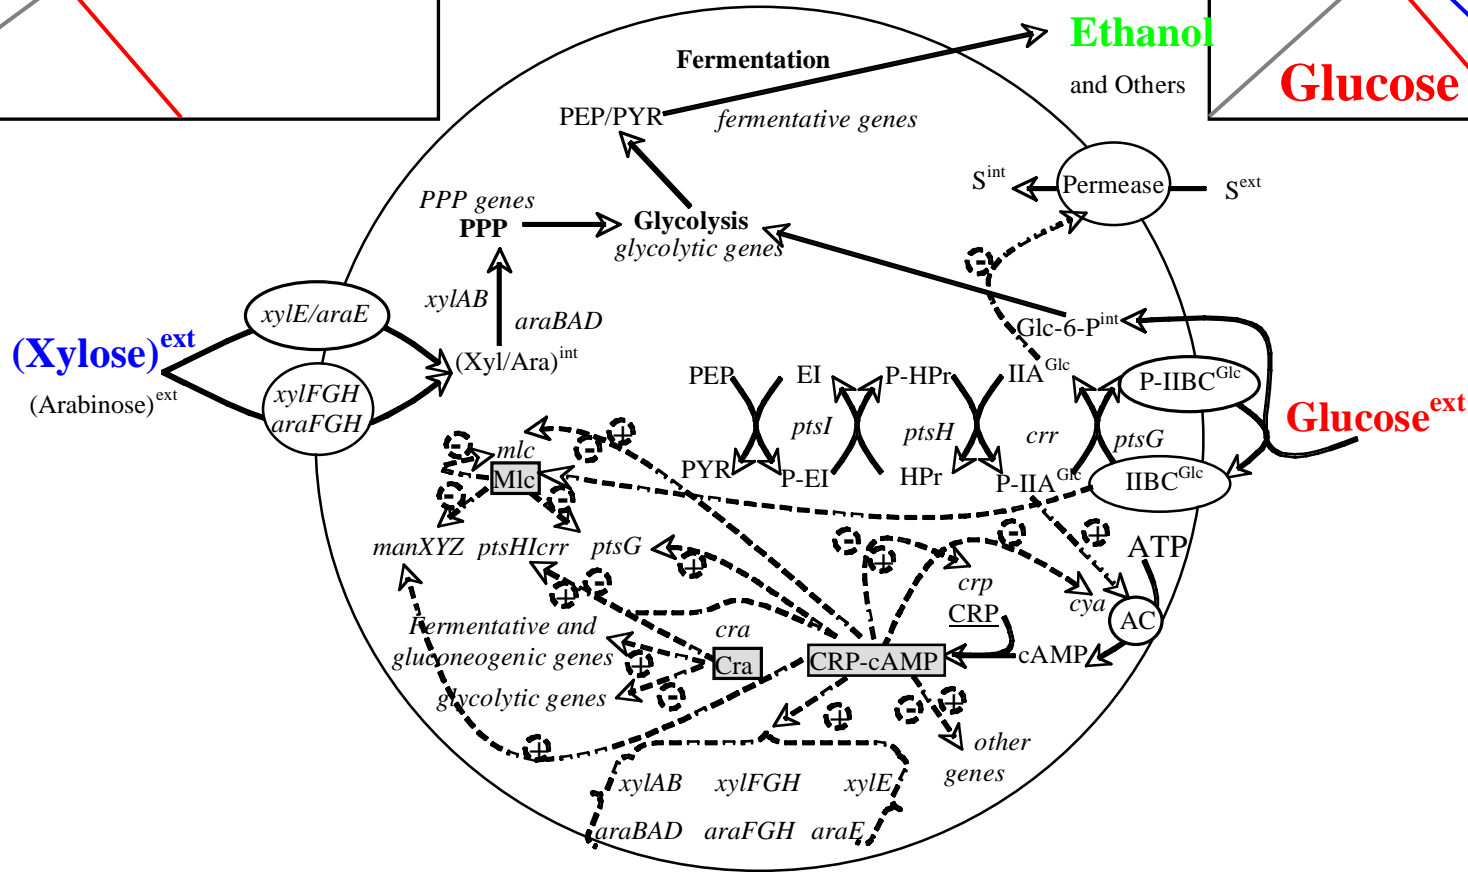 Ethanol
and Others
Glucose
Fermentation
PEP/PYR
fermentative genes
S^int
Permease
S^ext
PPP genes
PPP
Glycolysis
glycolytic genes
xylE/araE
xylAB
araBAD
(Xylose)^ext
(Arabinose)^ext
(Xyl/Ara)^int
xylFGH
araFGH
Glc-6-P^int
PEP
EI
P-HPr
IIA^Glc
P-IIBC^Glc
Glucose^ext
ptsI
ptsH
crr
ptsG
PYR
P-EI
HPr
P-IIA^Glc
IIBC^Glc
mlc
Mlc
+
-
-
-
-
manXYZ
ptsHIcrr
ptsG
+
-
+
-
+
ATP
crp
cya
CRP
AC
cAMP
CRP-cAMP
-
+
Fermentative and
gluconeogenic genes
glycolytic genes
cra
Cra
+
-
+
+
-
+
other
genes
-
xylAB
xylFGH
xylE
araBAD
araFGH
araE